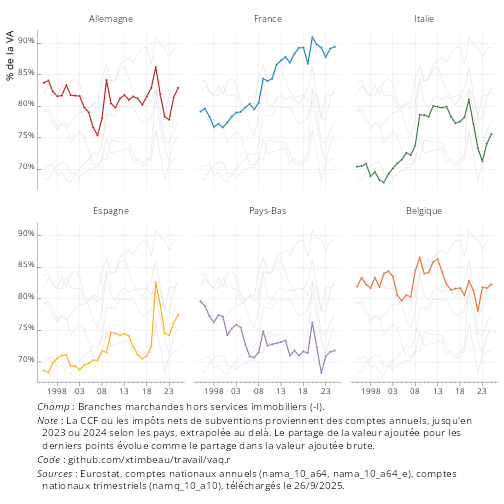 Allemagne
France
Italie
% de la VA
90%
85%
80%
75%
70%
Espagne
Pays-Bas
Belgique
90%
85%
80%
75%
70%
1998 03 08 13 18 23
1998 03 08 13 18 23
1998 03 08 13 18 23
Champ : Branches marchandes hors services immobiliers (-I).
Note : La CCF ou les impôts nets de subventions proviennent des comptes annuels, jusqu'en
2023 ou 2024 selon les pays, extrapolée au delà. Le partage de la valeur ajoutée pour les
derniers points évolue comme le partage dans la valeur ajoutée brute.
Code : github.com/xtimbeau/travail/vaq.r
Sources : Eurostat, comptes nationaux annuels (nama_10_a64, nama_10_a64_e), comptes
nationaux trimestriels (namq_10_a10), téléchargés le 26/9/2025.